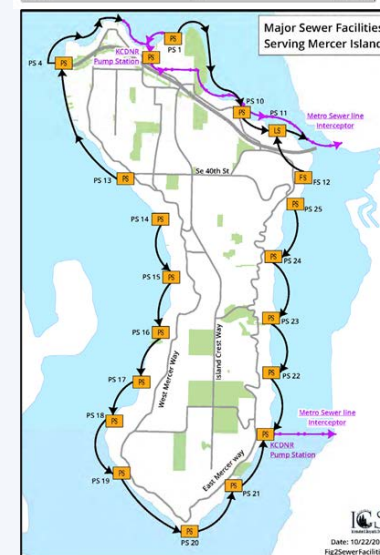 Major Sewer Facilities
Serving Mercer Island
KCDNR
Pump Station
PS
PS 1
PS
PS 4
PS
PS 10
PS
PS 11
LS
Metro Sewer line
Interceptor
Se 40th St
PS 13
PS
FS
FS 12
PS
PS 25
PS 14
PS
PS
PS 24
PS 15
PS
PS
PS 23
PS 16
PS
West Mercer Way
Island Crest Way
PS 17
PS
PS
PS 22
PS 18
PS
Metro Sewer line
Interceptor
PS
KCDNR
Pump Station
PS 19
PS
East Mercer way
PS
PS 21
PS
PS 20
Date: 10/22/20
Fig2SewerFacilit